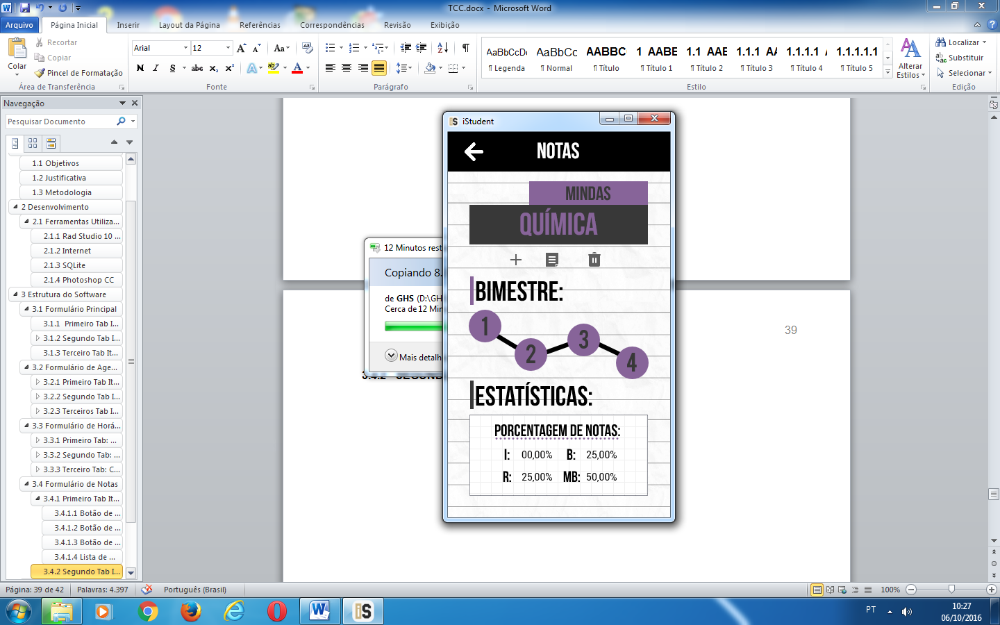 TCC.docx - Microsoft Word
Arquivo
Página Inicial
Inserir
Layout da Página
Referências
Correspondências
Revisão
Exibição
Colar
Recortar
Copiar
Pincel de Formatação
Área de Transferência
Arial
12
Fonte
Parágrafo
AaBbCcDc
AaBbCc
AABBC
1 AABE
1.1 AAE
1.1.1 AA
1.1.1.1 A
1.1.1.1.1
¶ Legenda
¶ Normal
¶ Título
¶ Título 1
¶ Título 2
¶ Título 3
¶ Título 4
¶ Título 5
Alterar
Estilos
Estilo
Localizar
Substituir
Selecionar
Edição
Navegação
Pesquisar Documento
1.1 Objetivos
1.2 Justificativa
1.3 Metodologia
2 Desenvolvimento
2.1 Ferramentas Utiliza...
2.1.1 Rad Studio 10 ...
2.1.2 Internet
2.1.3 SQLite
2.1.4 Photoshop CC
3 Estrutura do Software
3.1 Formulário Principal
3.1.1 Primeiro Tab I...
3.1.2 Segundo Tab I...
3.1.3 Terceiro Tab It...
3.2 Formulário de Age...
3.2.1 Primeiro Tab It...
3.2.2 Segundo Tab I...
3.2.3 Terceiros Tab I...
3.3 Formulário de Horá...
3.3.1 Primeiro Tab: ...
3.3.2 Segundo Tab: ...
3.3.3 Terceiro Tab: C...
3.4 Formulário de Notas
3.4.1 Primeiro Tab It...
3.4.1.1 Botão de ...
3.4.1.2 Botão de ...
3.4.1.3 Botão de ...
3.4.1.4 Lista de ...
3.4.2 Segundo Tab I...
39
12 Minutos rest
Copiando 8.
de GHS (D:\GH
Cerca de 12 Min
Mais detalh
3.4.2 SEGUND
iStudent
NOTAS
MINDAS
QUÍMICA
BIMESTRE:
1
2
3
4
ESTATÍSTICAS:
PORCENTAGEM DE NOTAS:
I: 00,00% B: 25,00%
R: 25,00% MB: 50,00%
Página: 39 de 42
Palavras: 4.397
Português (Brasil)
100%
iS
PT
10:27
06/10/2016